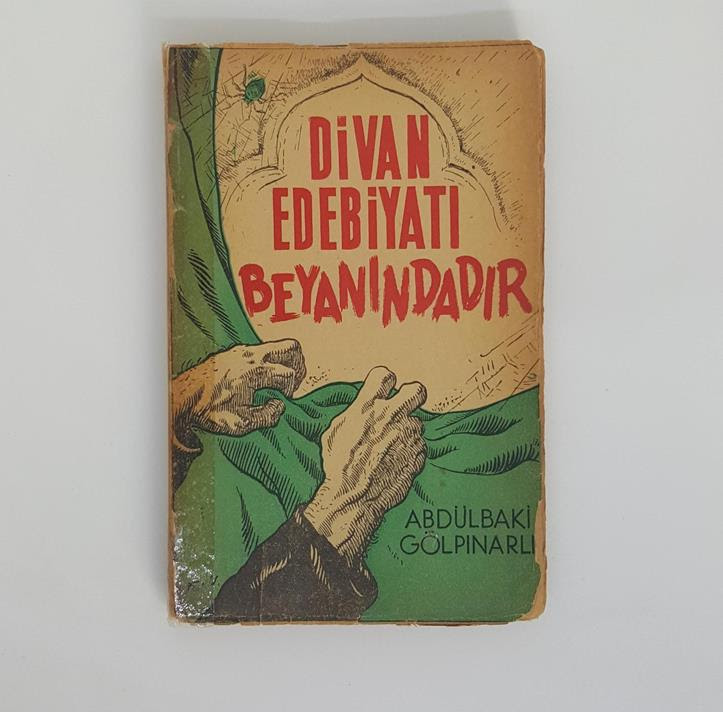 DİVAN
EDEBİYATI
BEYANINDADIR
ABDÜLBAKİ
GÖLPINARLI